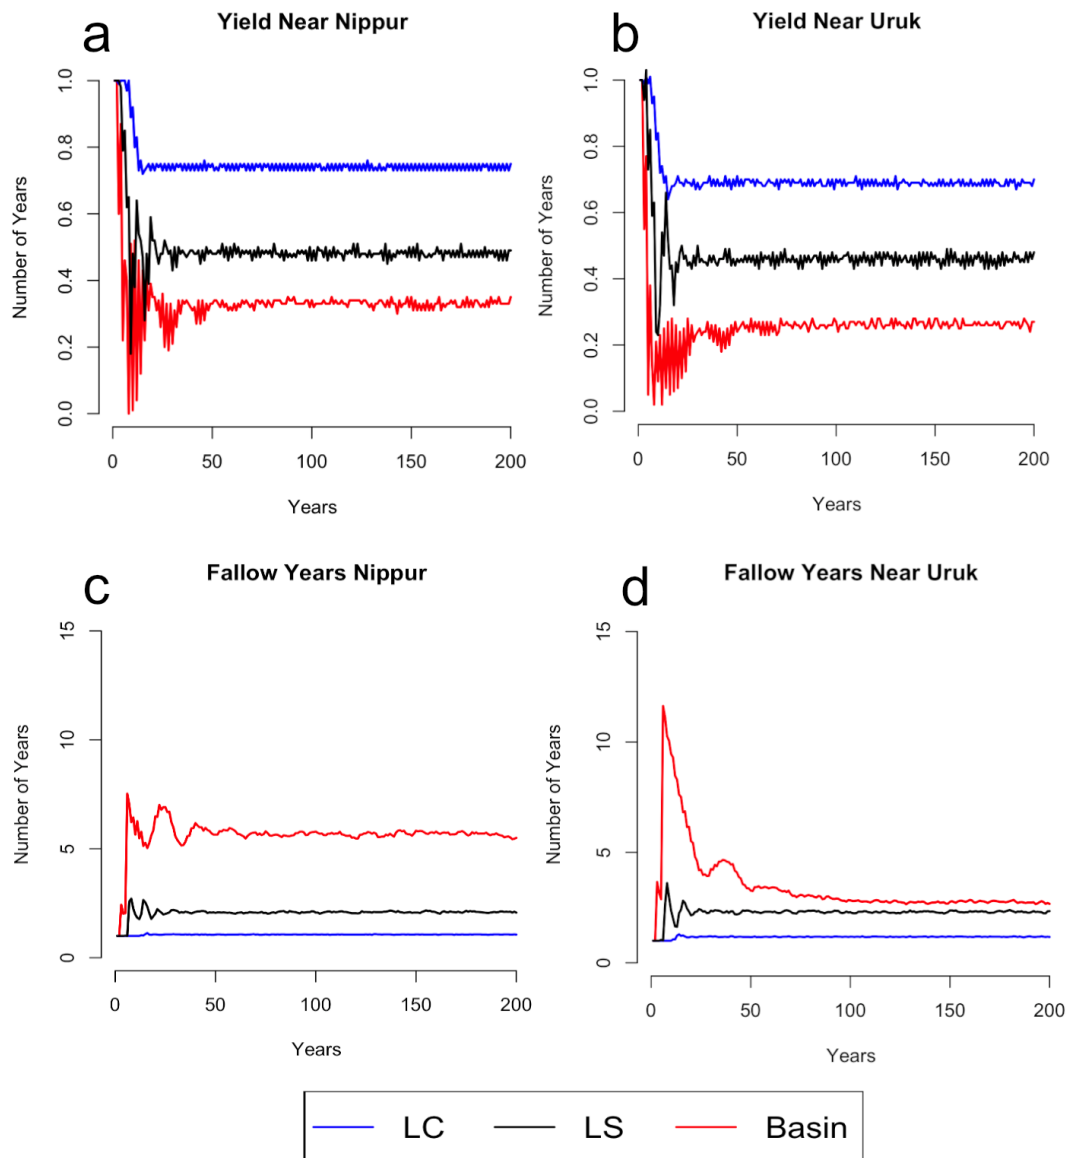 a
Yield Near Nippur
Number of Years
1.0
0.8
0.6
0.4
0.2
0.0
0 50 100 150 200
Years
b
Yield Near Uruk
Number of Years
1.0
0.8
0.6
0.4
0.2
0.0
0 50 100 150 200
Years
c
Fallow Years Nippur
Number of Years
15
10
5
0
0 50 100 150 200
Years
d
Fallow Years Near Uruk
Number of Years
15
10
5
0
0 50 100 150 200
Years
LC LS Basin